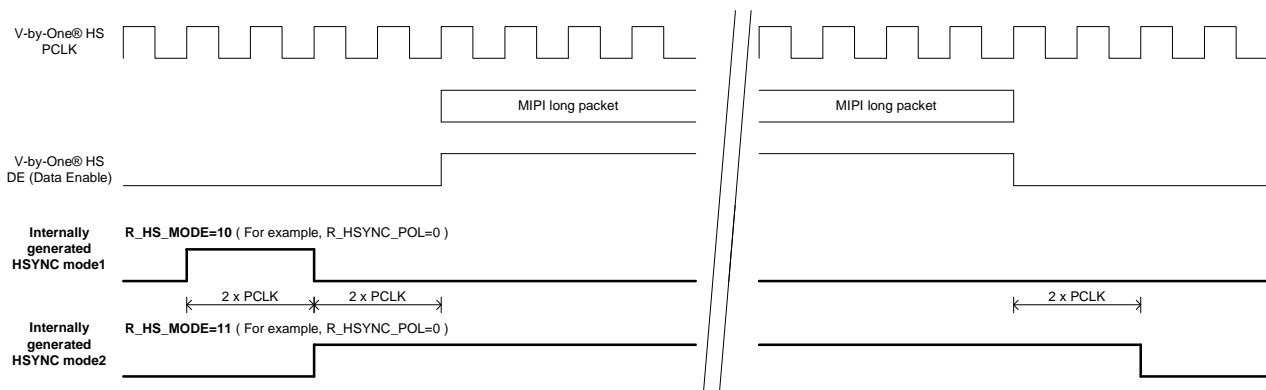 V-by-One® HS
PCLK
MIPI long packet
MIPI long packet
V-by-One® HS
DE (Data Enable)
Internally
generated
HSYNC mode1
R_HS_MODE=10 ( For example, R_HSYNC_POL=0 )
2 x PCLK
2 x PCLK
2 x PCLK
Internally
generated
HSYNC mode2
R_HS_MODE=11 ( For example, R_HSYNC_POL=0 )